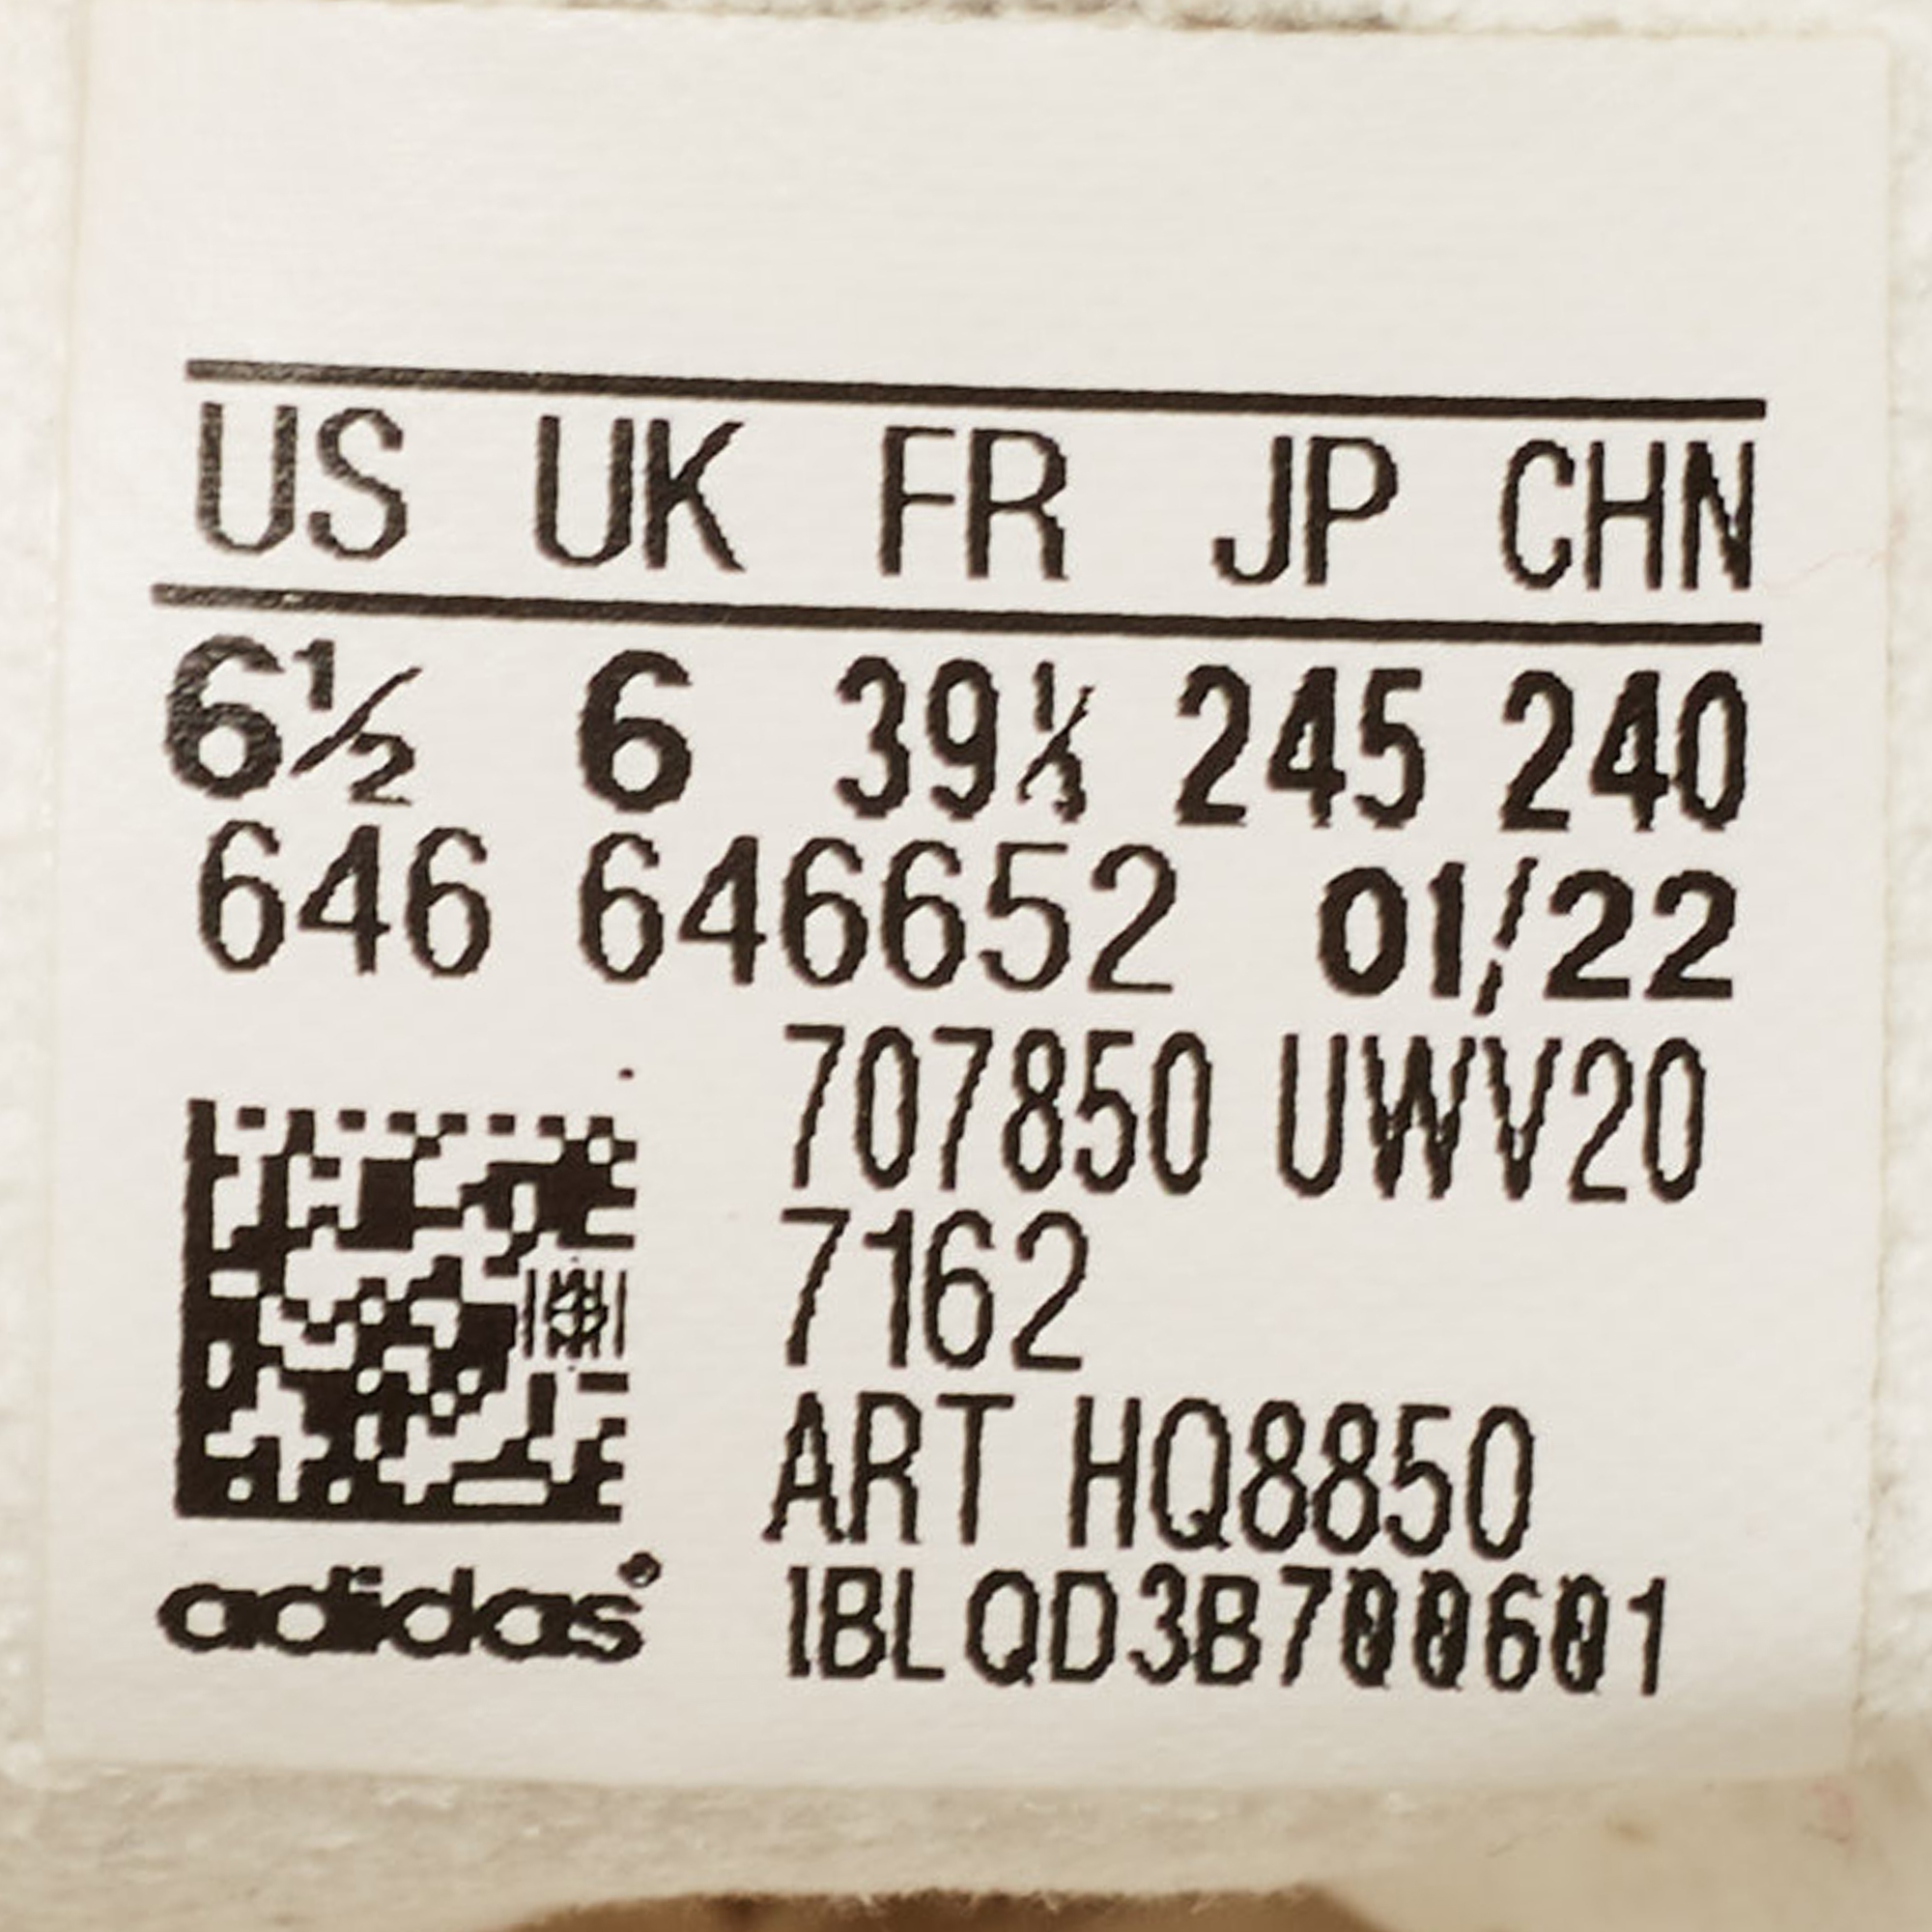 US UK FR JP CHN
6½ 6 39⅓ 245 240
646 646652 01/22
707850 UWV20
7162
ART HQ8850
adidas®
1BLQD3B700601